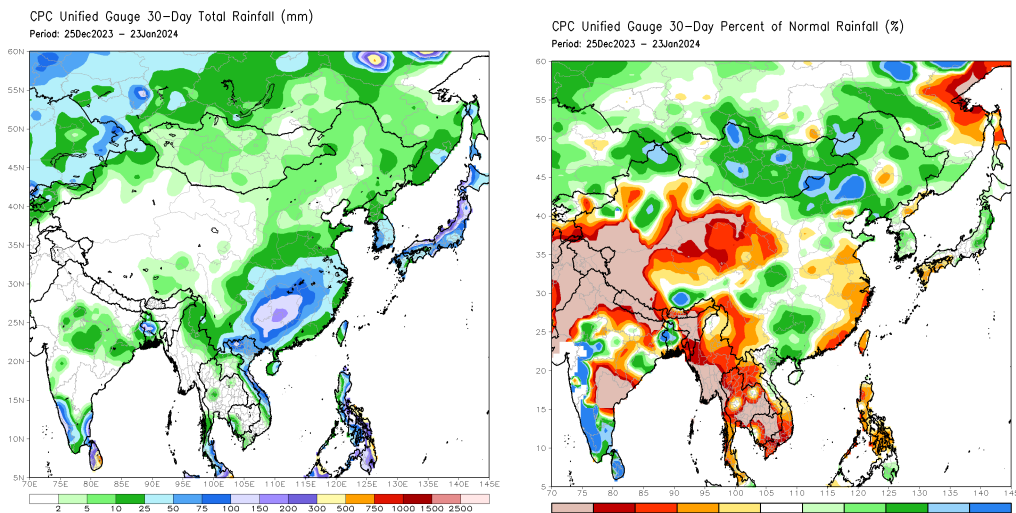 CPC Unified Gauge 30-Day Total Rainfall (mm)
Period: 25Dec2023 - 23Jan2024
60N
55N
50N
45N
40N
35N
30N
25N
20N
15N
10N
5N
70E 75E 80E 85E 90E 95E 100E 105E 110E 115E 120E 125E 130E 135E 140E 145E
2 5 10 25 50 75 100 150 200 300 500 750 1000 1500 2500
CPC Unified Gauge 30-Day Percent of Normal Rainfall (%)
Period: 25Dec2023 - 23Jan2024
60
55
50
45
40
35
30
25
20
15
10
5
70 75 80 85 90 95 100 105 110 115 120 125 130 135 140 145